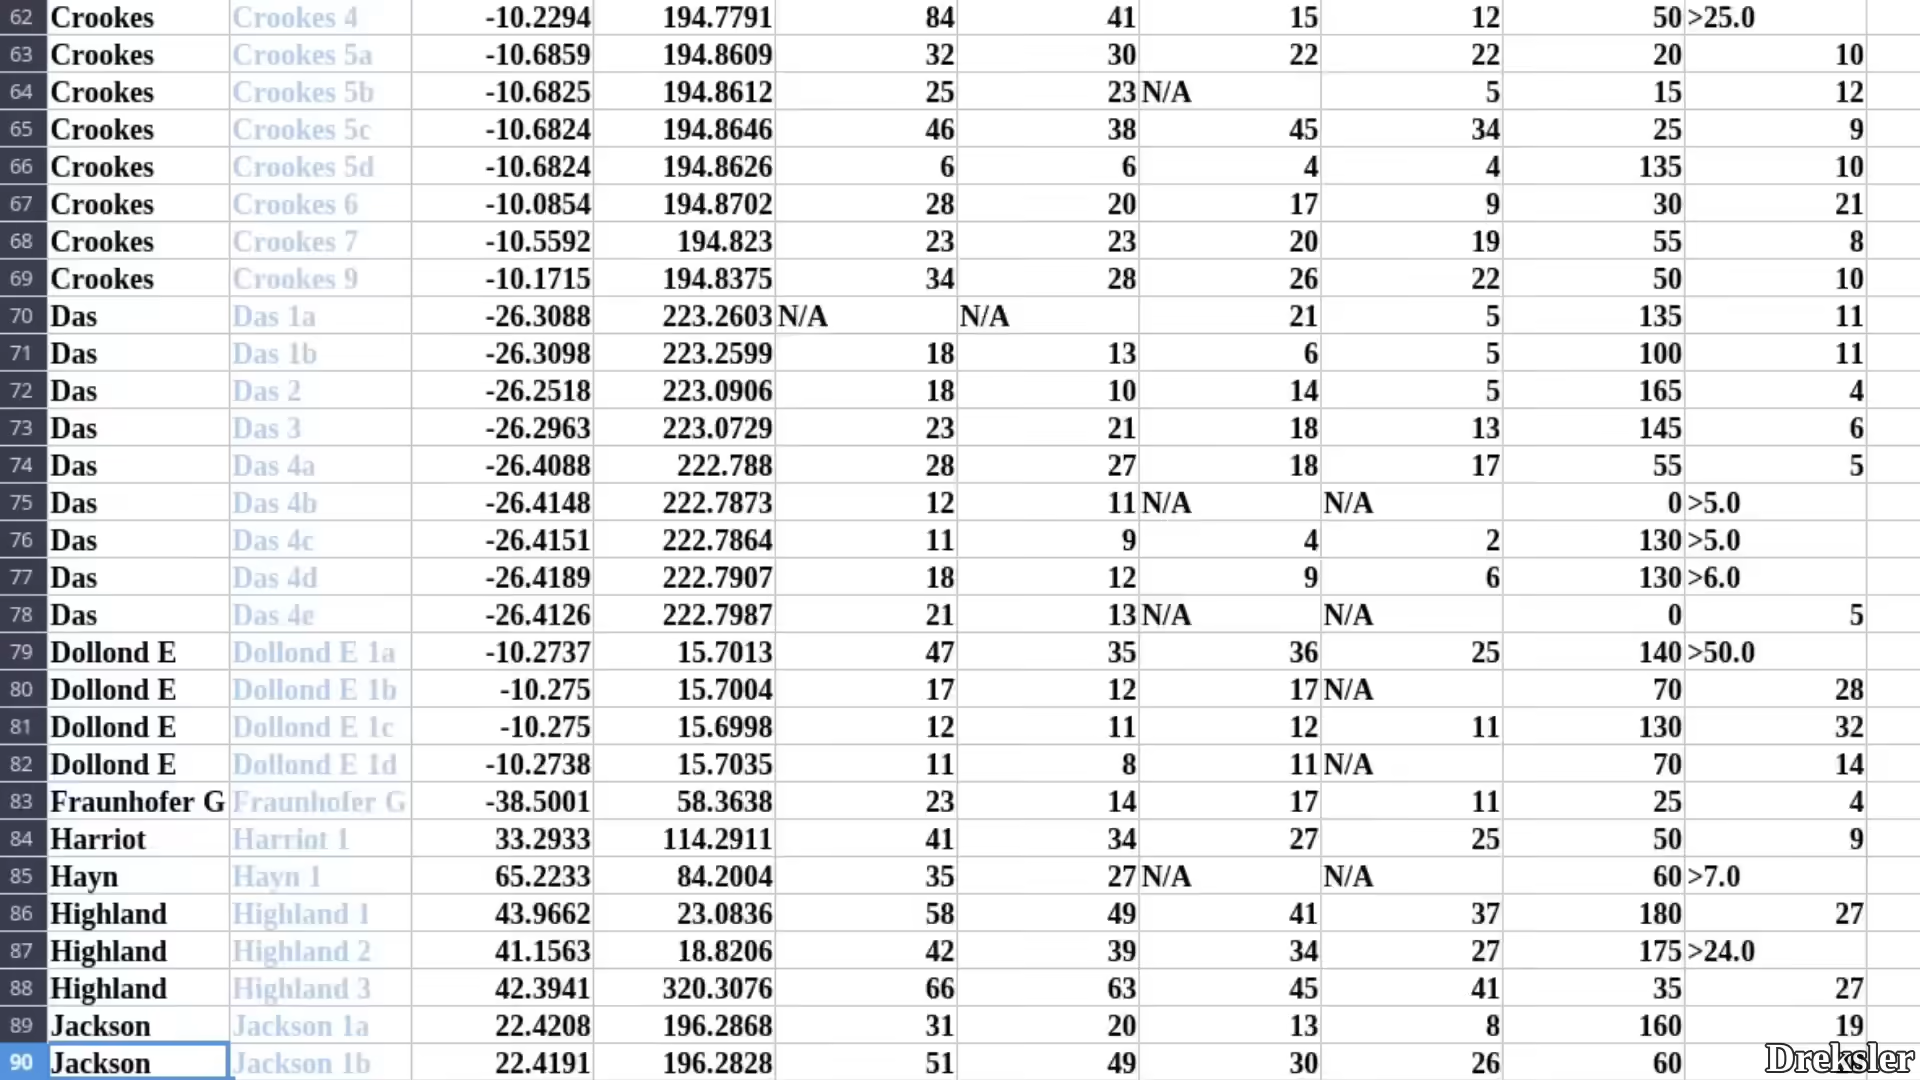 62 Crookes Crookes 4 -10.2294 194.7791 84 41 15 12 50 >25.0
63 Crookes Crookes 5a -10.6859 194.8609 32 30 22 22 20 10
64 Crookes Crookes 5b -10.6825 194.8612 25 23 N/A 5 15 12
65 Crookes Crookes 5c -10.6824 194.8646 46 38 45 34 25 9
66 Crookes Crookes 5d -10.6824 194.8626 6 6 4 4 135 10
67 Crookes Crookes 6 -10.0854 194.8702 28 20 17 9 30 21
68 Crookes Crookes 7 -10.5592 194.823 23 23 20 19 55 8
69 Crookes Crookes 9 -10.1715 194.8375 34 28 26 22 50 10
70 Das Das 1a -26.3088 223.2603 N/A N/A 21 5 135 11
71 Das Das 1b -26.3098 223.2599 18 13 6 5 100 11
72 Das Das 2 -26.2518 223.0906 18 10 14 5 165 4
73 Das Das 3 -26.2963 223.0729 23 21 18 13 145 6
74 Das Das 4a -26.4088 222.788 28 27 18 17 55 5
75 Das Das 4b -26.4148 222.7873 12 11 N/A N/A 0 >5.0
76 Das Das 4c -26.4151 222.7864 11 9 4 2 130 >5.0
77 Das Das 4d -26.4189 222.7907 18 12 9 6 130 >6.0
78 Das Das 4e -26.4126 222.7987 21 13 N/A N/A 0 5
79 Dollond E Dollond E 1a -10.2737 15.7013 47 35 36 25 140 >50.0
80 Dollond E Dollond E 1b -10.275 15.7004 17 12 17 N/A 70 28
81 Dollond E Dollond E 1c -10.275 15.6998 12 11 12 11 130 32
82 Dollond E Dollond E 1d -10.2738 15.7035 11 8 11 N/A 70 14
83 Fraunhofer G Fraunhofer G -38.5001 58.3638 23 14 17 11 25 4
84 Harriot Harriot 1 33.2933 114.2911 41 34 27 25 50 9
85 Hayn Hayn 1 65.2233 84.2004 35 27 N/A N/A 60 >7.0
86 Highland Highland 1 43.9662 23.0836 58 49 41 37 180 27
87 Highland Highland 2 41.1563 18.8206 42 39 34 27 175 >24.0
88 Highland Highland 3 42.3941 320.3076 66 63 45 41 35 27
89 Jackson Jackson 1a 22.4208 196.2868 31 20 13 8 160 19
90 Jackson Jackson 1b 22.4191 196.2828 51 49 30 26 60
Dreksler